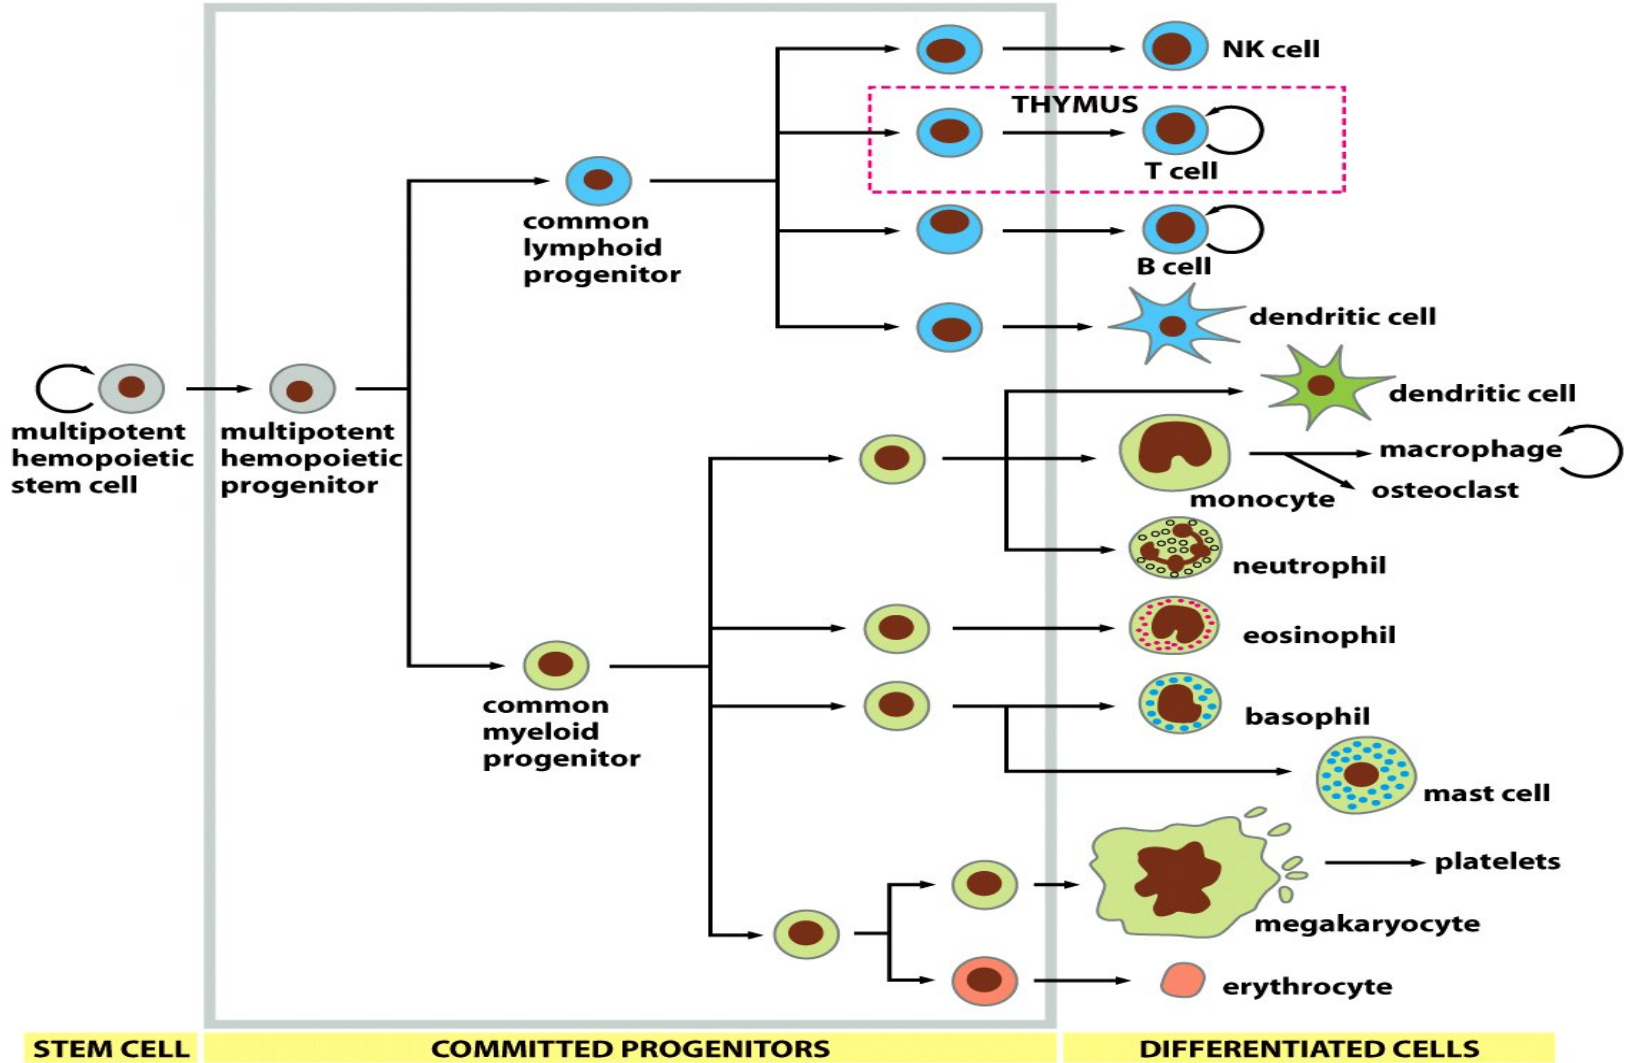 NK cell
THYMUS
T cell
common
lymphoid
progenitor
B cell
dendritic cell
dendritic cell
multipotent
hemopoietic
stem cell
multipotent
hemopoietic
progenitor
macrophage
osteoclast
monocyte
neutrophil
eosinophil
common
myeloid
progenitor
basophil
mast cell
platelets
megakaryocyte
erythrocyte
STEM CELL
COMMITTED PROGENITORS
DIFFERENTIATED CELLS